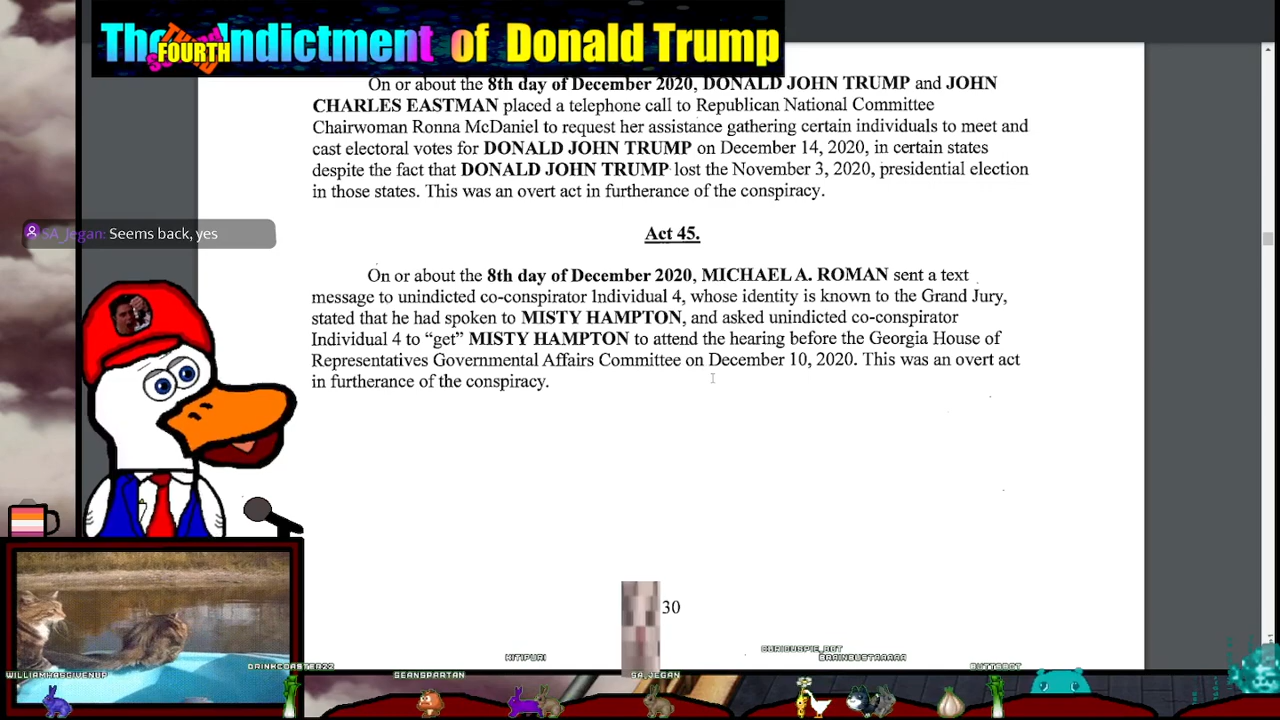 The FOURTH Indictment of Donald Trump
On or about the 8th day of December 2020, DONALD JOHN TRUMP and JOHN
CHARLES EASTMAN placed a telephone call to Republican National Committee
Chairwoman Ronna McDaniel to request her assistance gathering certain individuals to meet and
cast electoral votes for DONALD JOHN TRUMP on December 14, 2020, in certain states
despite the fact that DONALD JOHN TRUMP lost the November 3, 2020, presidential election
in those states. This was an overt act in furtherance of the conspiracy.
SA_Jegan: Seems back, yes
Act 45.
On or about the 8th day of December 2020, MICHAEL A. ROMAN sent a text
message to unindicted co-conspirator Individual 4, whose identity is known to the Grand Jury,
stated that he had spoken to MISTY HAMPTON, and asked unindicted co-conspirator
Individual 4 to “get” MISTY HAMPTON to attend the hearing before the Georgia House of
Representatives Governmental Affairs Committee on December 10, 2020. This was an overt act
in furtherance of the conspiracy.
30
KITIPURI
CURIOUSPIE_BOT
BRAINBUSTAAAAA
DRINKCOASTER22
BUTTSBOT
WILLIAMHASGIVENUP
SEANSPARTAN
SA_JEGAN